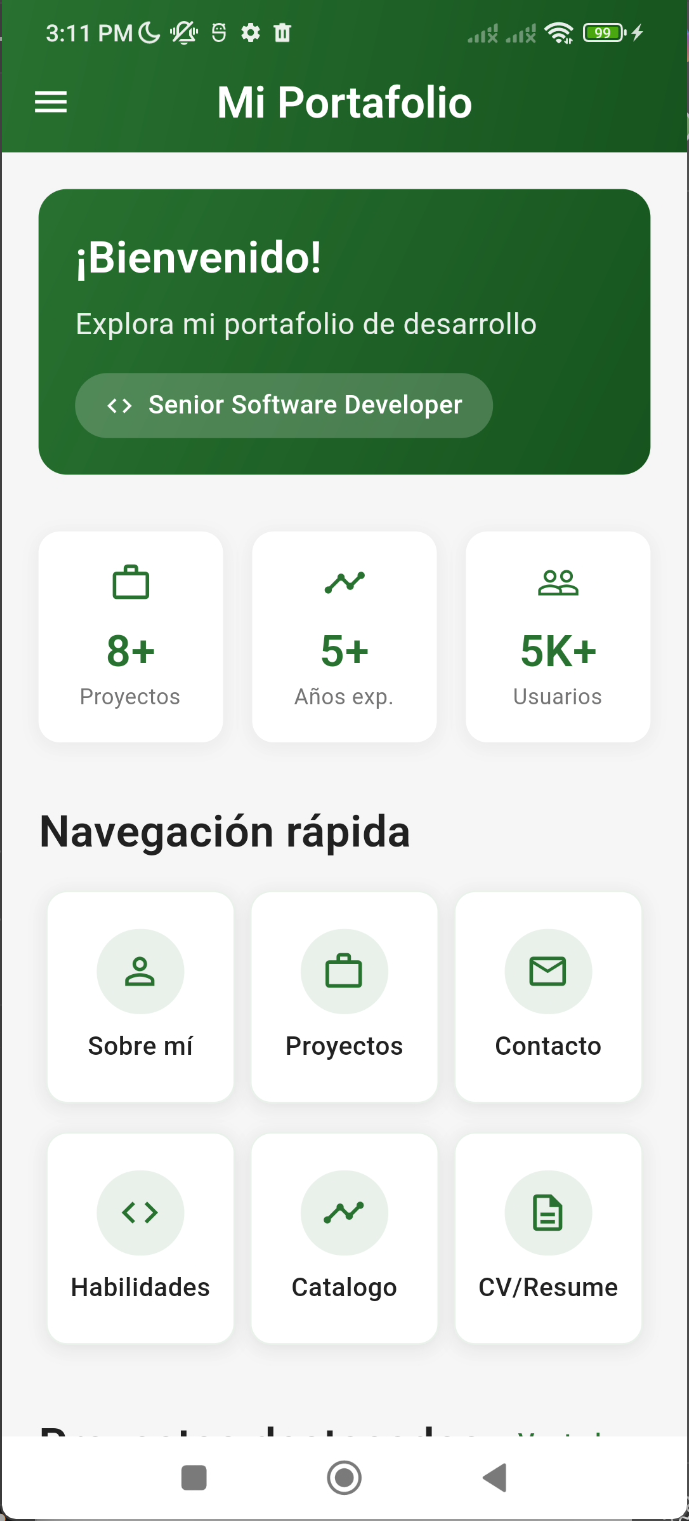 3:11 PM
99
Mi Portafolio
¡Bienvenido!
Explora mi portafolio de desarrollo
Senior Software Developer
8+
5+
5K+
Proyectos
Años exp.
Usuarios
Navegación rápida
Sobre mí
Proyectos
Contacto
Habilidades
Catalogo
CV/Resume